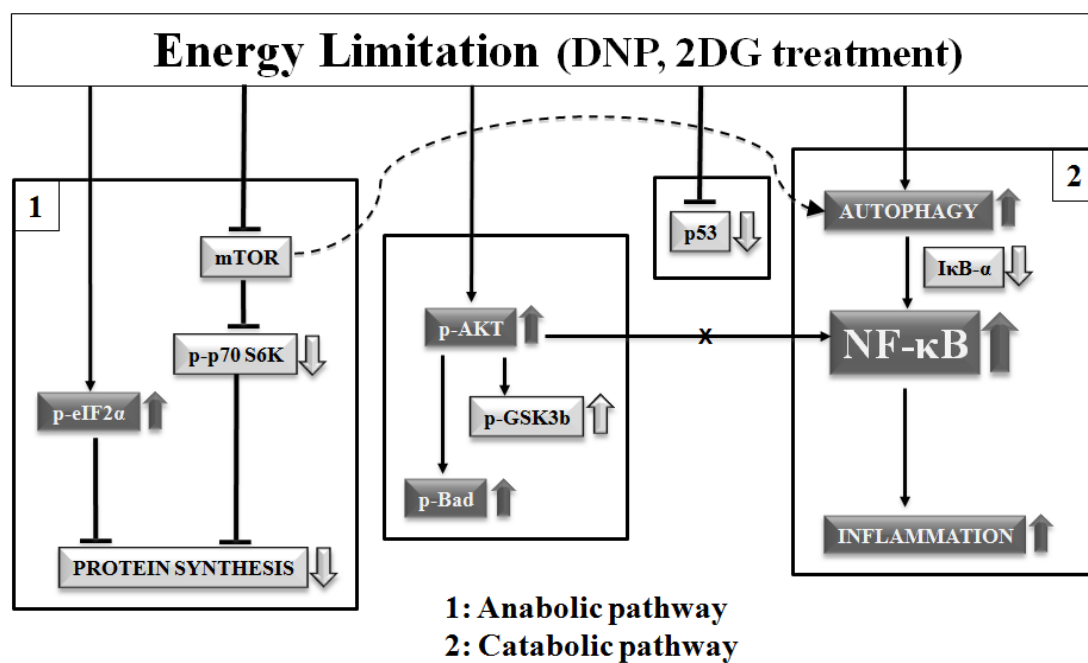 Energy Limitation (DNP, 2DG treatment)
1
mTOR
p-p70 S6K
p-eIF2α
PROTEIN SYNTHESIS
p-AKT
p-GSK3b
p-Bad
p53
x
2
AUTOPHAGY
IκB-α
NF-κB
INFLAMMATION
1: Anabolic pathway
2: Catabolic pathway